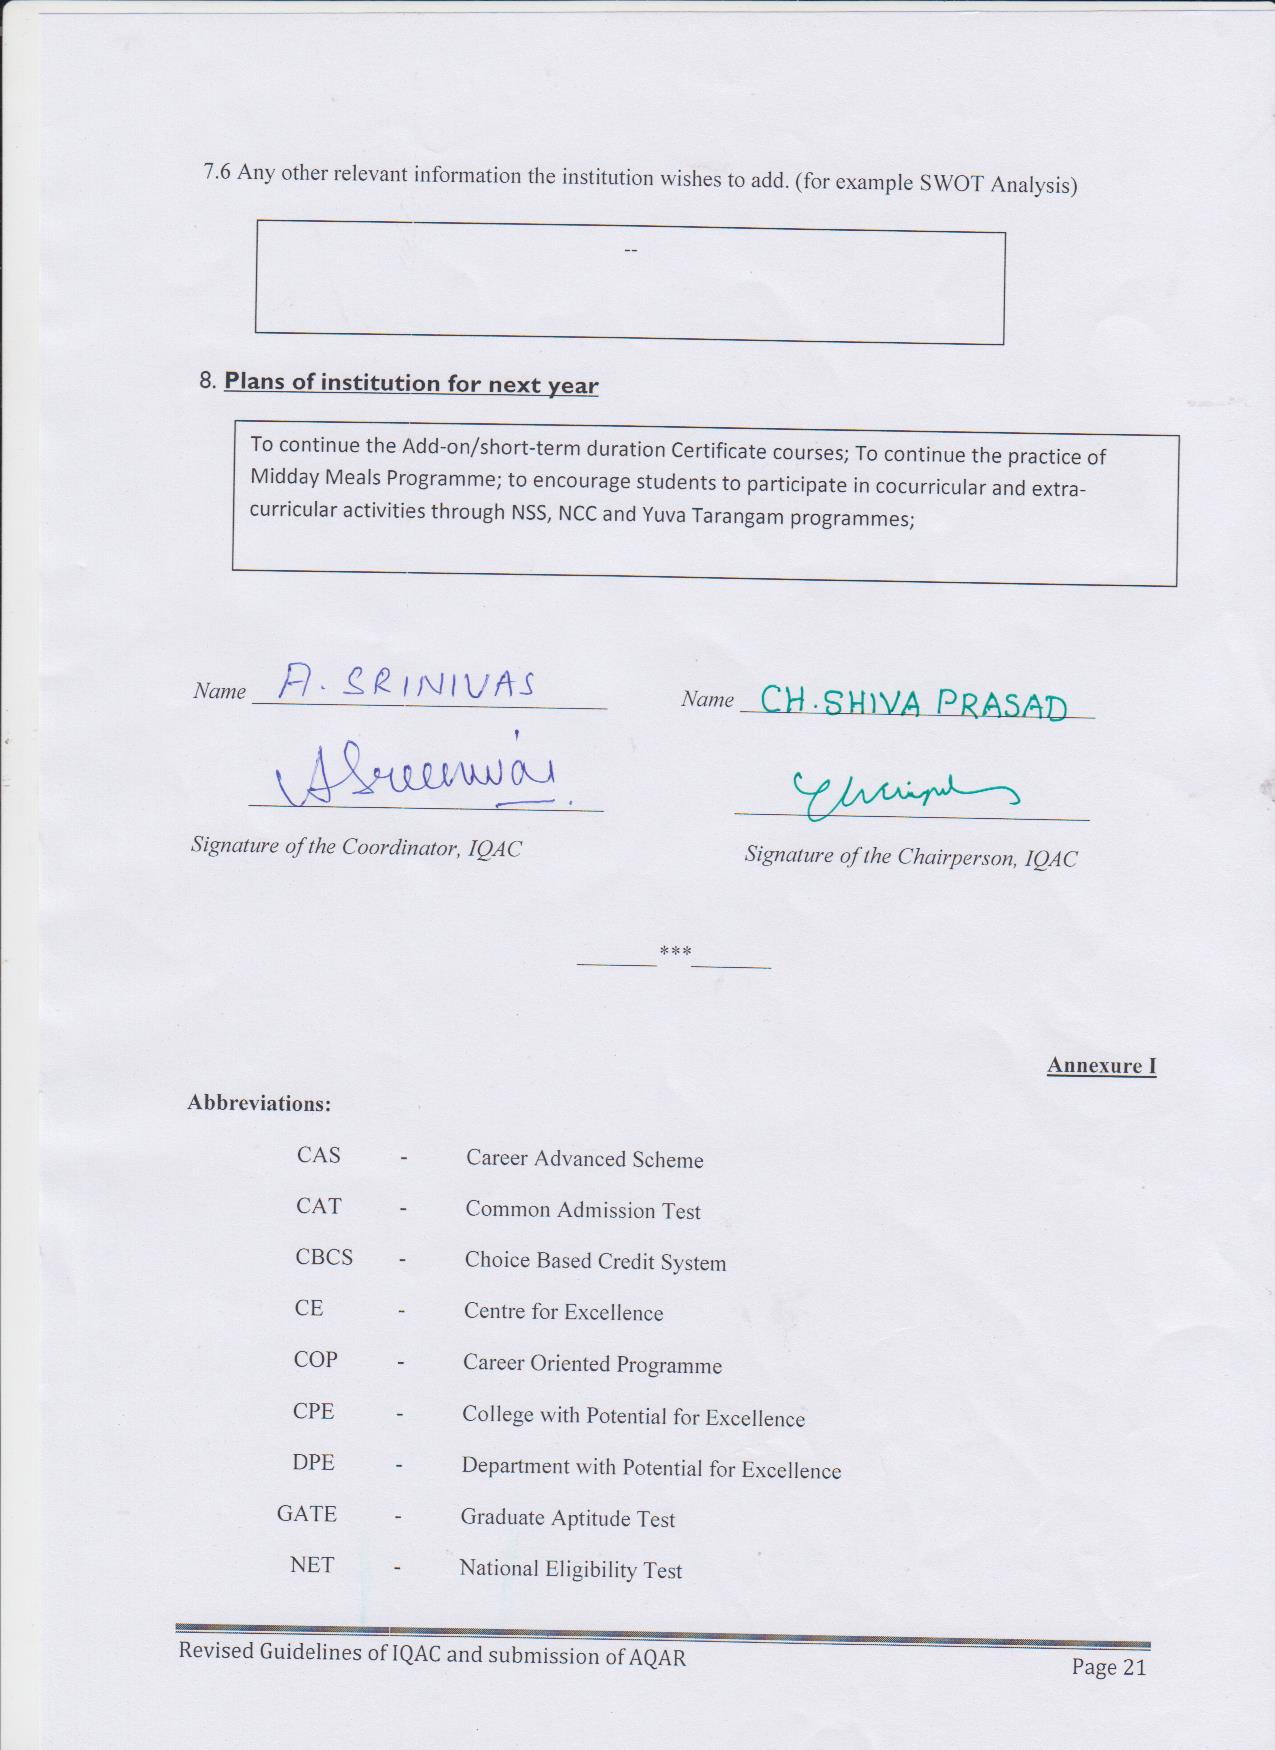 7.6 Any other relevant information the institution wishes to add. (for example SWOT Analysis)
--
8. Plans of institution for next year
To continue the Add-on/short-term duration Certificate courses; To continue the practice of
Midday Meals Programme; to encourage students to participate in cocurricular and extra-
curricular activities through NSS, NCC and Yuva Tarangam programmes;
Name A. SRINIVAS
Name CH. SHIVA PRASAD
Signature of the Coordinator, IQAC
Signature of the Chairperson, IQAC
***
Annexure I
Abbreviations:
CAS - Career Advanced Scheme
CAT - Common Admission Test
CBCS - Choice Based Credit System
CE - Centre for Excellence
COP - Career Oriented Programme
CPE - College with Potential for Excellence
DPE - Department with Potential for Excellence
GATE - Graduate Aptitude Test
NET - National Eligibility Test
Revised Guidelines of IQAC and submission of AQAR
Page 21